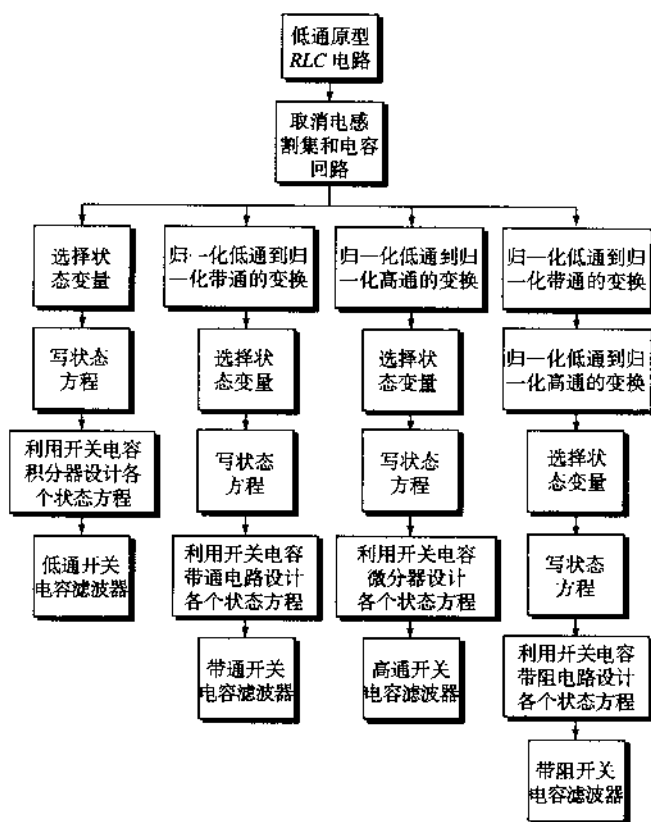 低通原型
RLC 电路
取消电感
割集和电容
回路
选择状
态变量
写状态
方程
利用开关电容
积分器设计各
个状态方程
低通开关
电容滤波器
归一化低通到归
一化带通的变换
选择状
态变量
写状态
方程
利用开关电容
带通电路设计
各个状态方程
带通开关
电容滤波器
归一化低通到归
一化高通的变换
选择状
态变量
写状态
方程
利用开关电容
微分器设计
各个状态方程
高通开关
电容滤波器
归一化低通到归
一化带通的变换
归一化低通到归
一化高通的变换
选择状
态变量
写状态
方程
利用开关电容
带阻电路设计
各个状态方程
带阻开关
电容滤波器